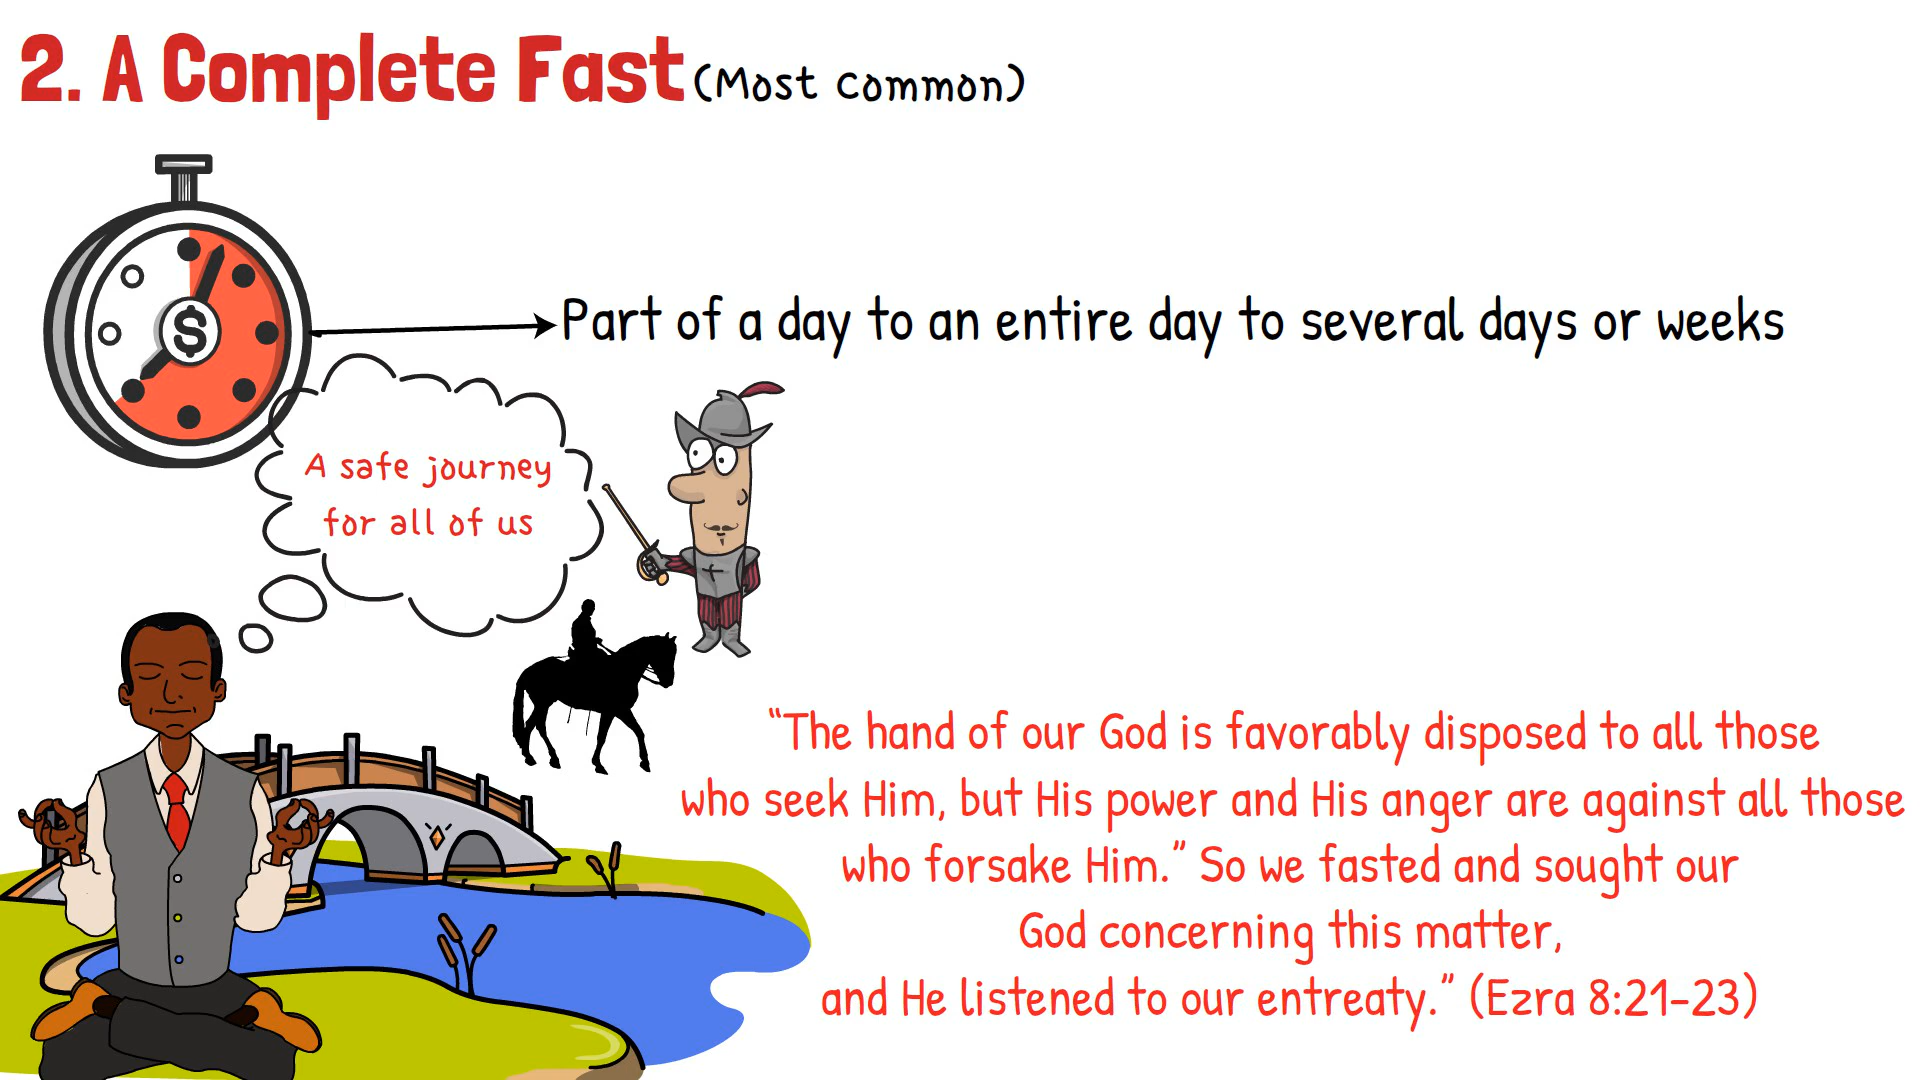 2. A Complete Fast (Most common)
$
Part of a day to an entire day to several days or weeks
A safe journey
for all of us
“The hand of our God is favorably disposed to all those
who seek Him, but His power and His anger are against all those
who forsake Him.” So we fasted and sought our
God concerning this matter,
and He listened to our entreaty.” (Ezra 8:21-23)